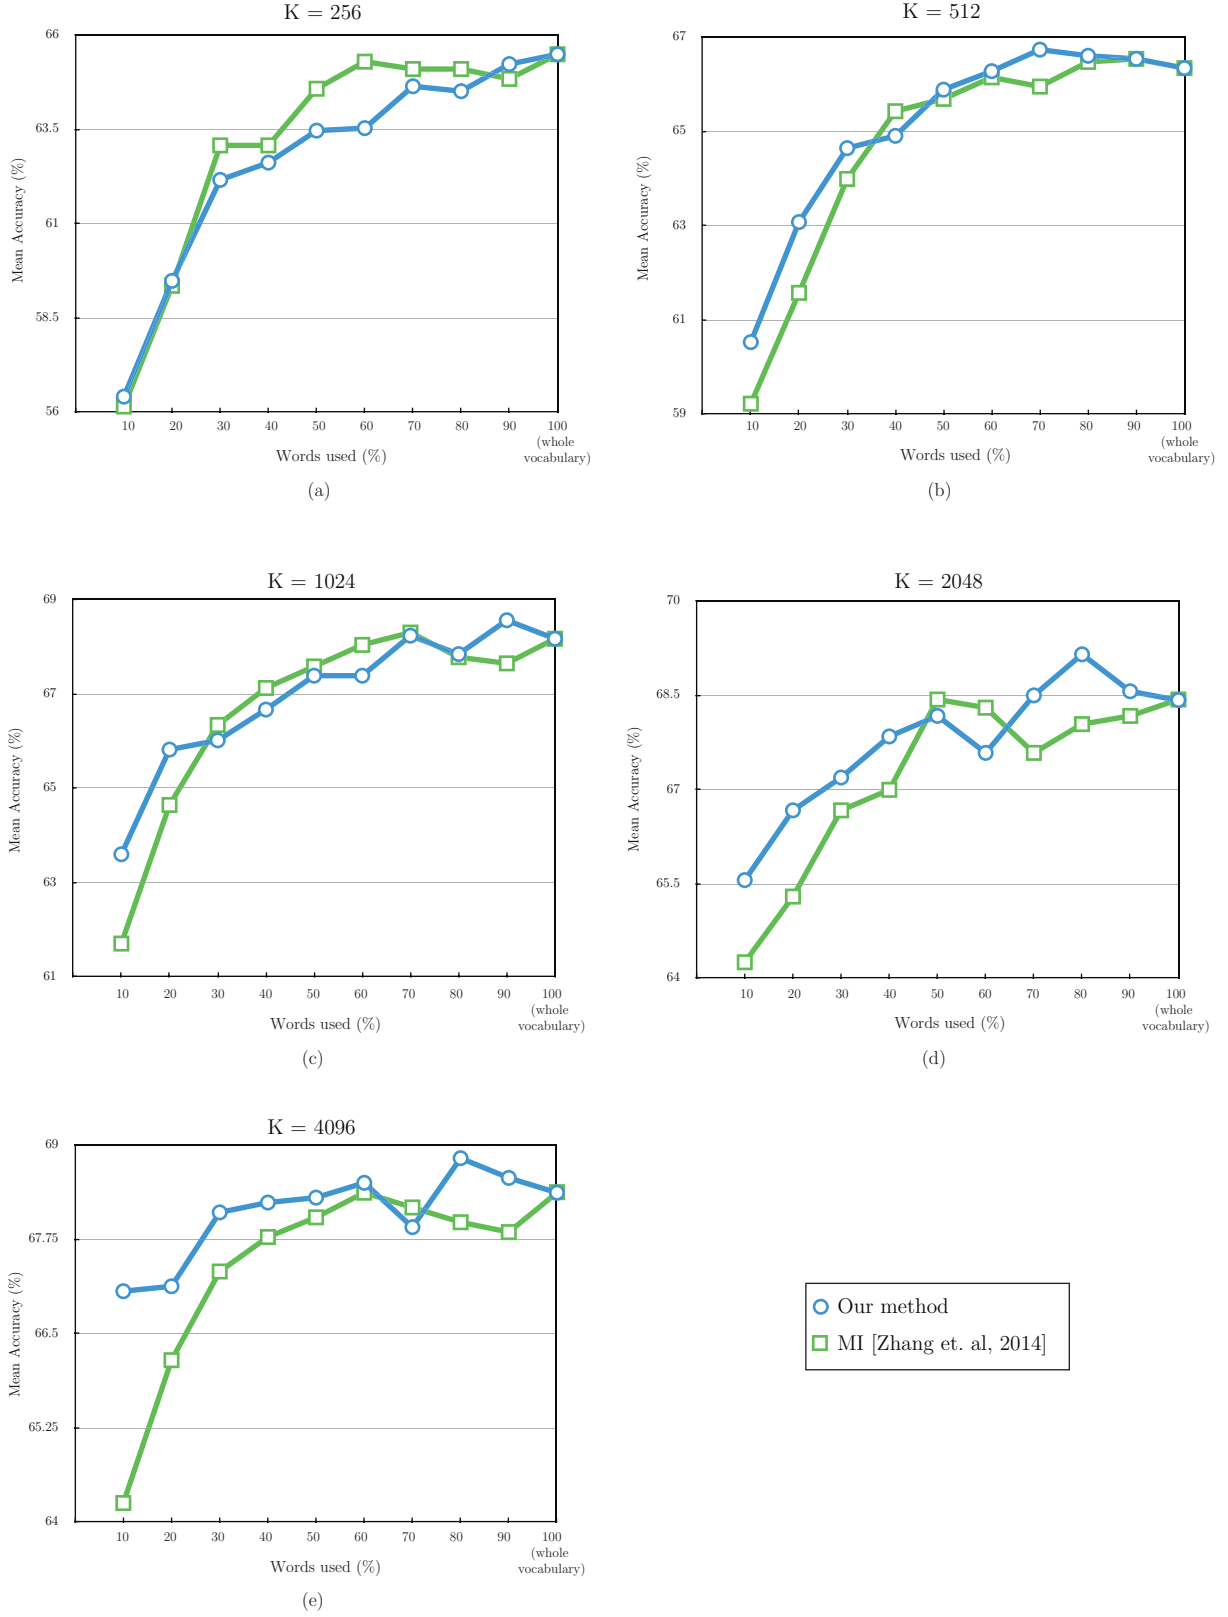 K = 256
66
63.5
61
58.5
56
Mean Accuracy (%)
10 20 30 40 50 60 70 80 90 100
(whole
vocabulary)
Words used (%)
(a)
K = 512
67
65
63
61
59
Mean Accuracy (%)
10 20 30 40 50 60 70 80 90 100
(whole
vocabulary)
Words used (%)
(b)
K = 1024
69
67
65
63
61
Mean Accuracy (%)
10 20 30 40 50 60 70 80 90 100
(whole
vocabulary)
Words used (%)
(c)
K = 2048
70
68.5
67
65.5
64
Mean Accuracy (%)
10 20 30 40 50 60 70 80 90 100
(whole
vocabulary)
Words used (%)
(d)
K = 4096
69
67.75
66.5
65.25
64
Mean Accuracy (%)
10 20 30 40 50 60 70 80 90 100
(whole
vocabulary)
Words used (%)
(e)
Our method
MI [Zhang et. al, 2014]